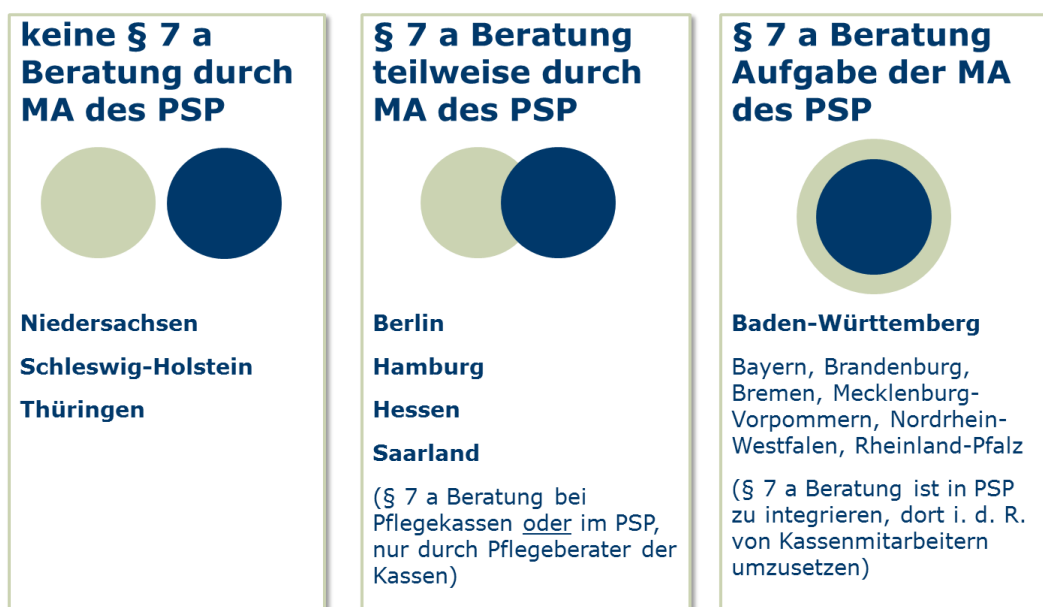 keine § 7 a
Beratung durch
MA des PSP
Niedersachsen
Schleswig-Holstein
Thüringen
§ 7 a Beratung
teilweise durch
MA des PSP
Berlin
Hamburg
Hessen
Saarland
(§ 7 a Beratung bei
Pflegekassen oder im PSP,
nur durch Pflegeberater der
Kassen)
§ 7 a Beratung
Aufgabe der MA
des PSP
Baden-Württemberg
Bayern, Brandenburg,
Bremen, Mecklenburg-
Vorpommern, Nordrhein-
Westfalen, Rheinland-Pfalz
(§ 7 a Beratung ist in PSP
zu integrieren, dort i. d. R.
von Kassenmitarbeitern
umzusetzen)